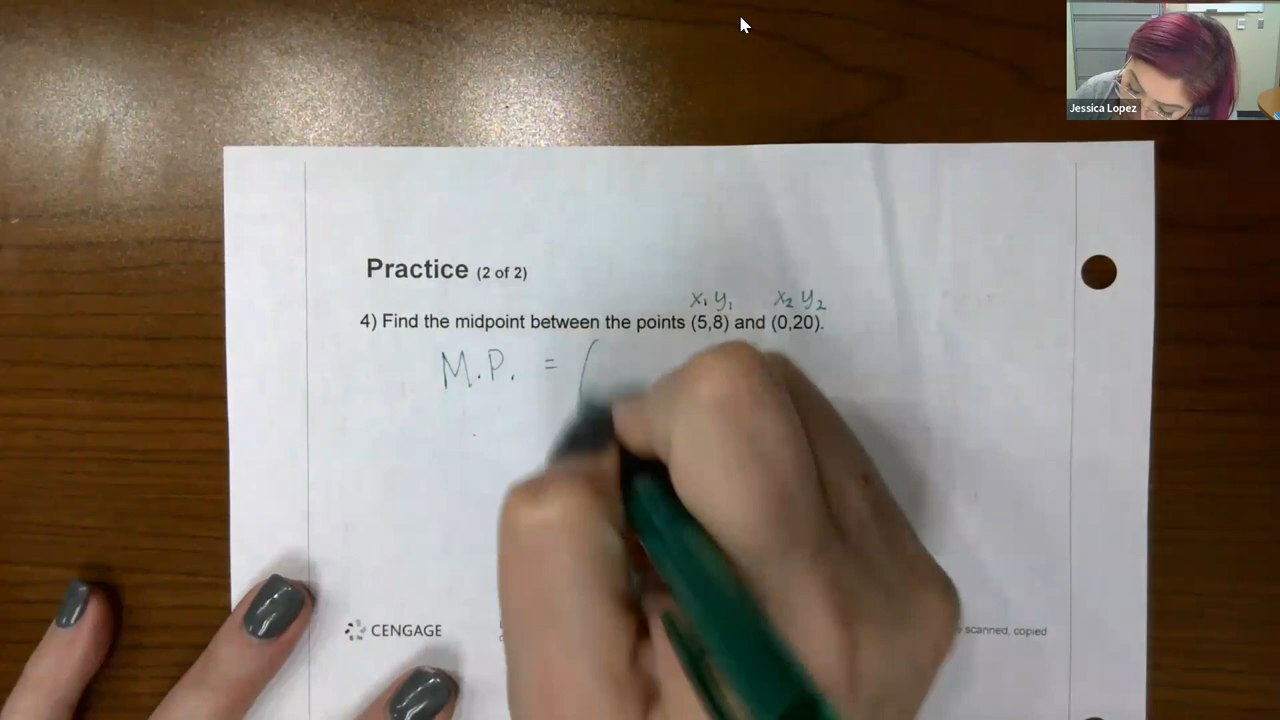 Jessica Lopez
Practice (2 of 2)
x₁ y₁ x₂ y₂
4) Find the midpoint between the points (5,8) and (0,20).
M.P. = (
CENGAGE
scanned, copied